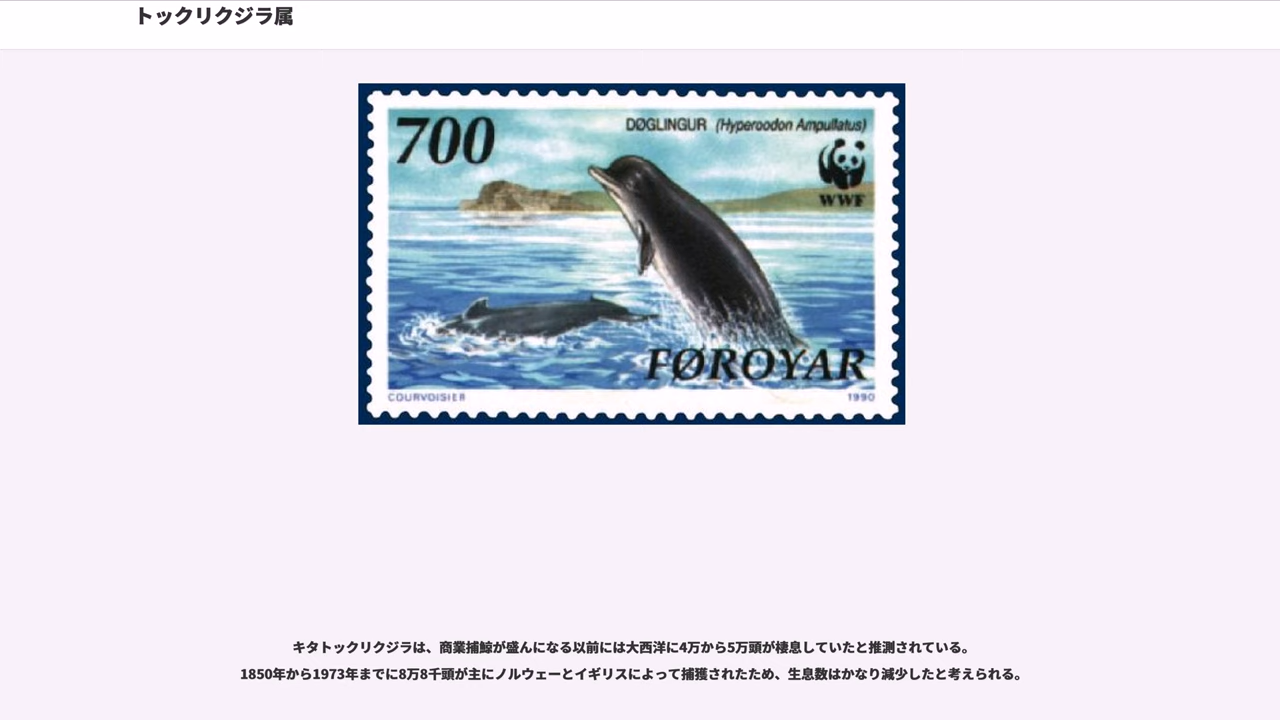 トックリクジラ属
700
DØGLINGUR (Hyperoodon Ampullatus)
WWF
FØROYAR
COURVOISIER 1990
キタトックリクジラは、商業捕鯨が盛んになる以前には大西洋に4万から5万頭が棲息していたと推測されている。
1850年から1973年までに8万8千頭が主にノルウェーとイギリスによって捕獲されたため、生息数はかなり減少したと考えられる。